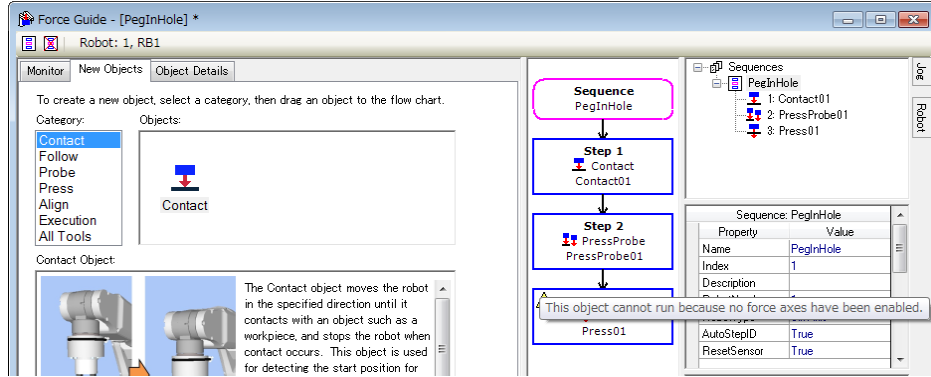 Force Guide - [PegInHole] *
Robot: 1, RB1
Monitor
New Objects
Object Details
To create a new object, select a category, then drag an object to the flow chart.
Category:
Objects:
Contact
Follow
Probe
Press
Align
Execution
All Tools
Contact
Contact Object:
The Contact object moves the robot
in the specified direction until it
contacts with an object such as a
workpiece, and stops the robot when
contact occurs. This object is used
for detecting the start position for
Sequence
PegInHole
Step 1
Contact
Contact01
Step 2
PressProbe
PressProbe01
This object cannot run because no force axes have been enabled.
Press01
Sequences
PegInHole
1: Contact01
2: PressProbe01
3: Press01
Jog
Robot
Sequence: PegInHole
Property Value
Name PegInHole
Index 1
Description
AutoStepID True
ResetSensor True